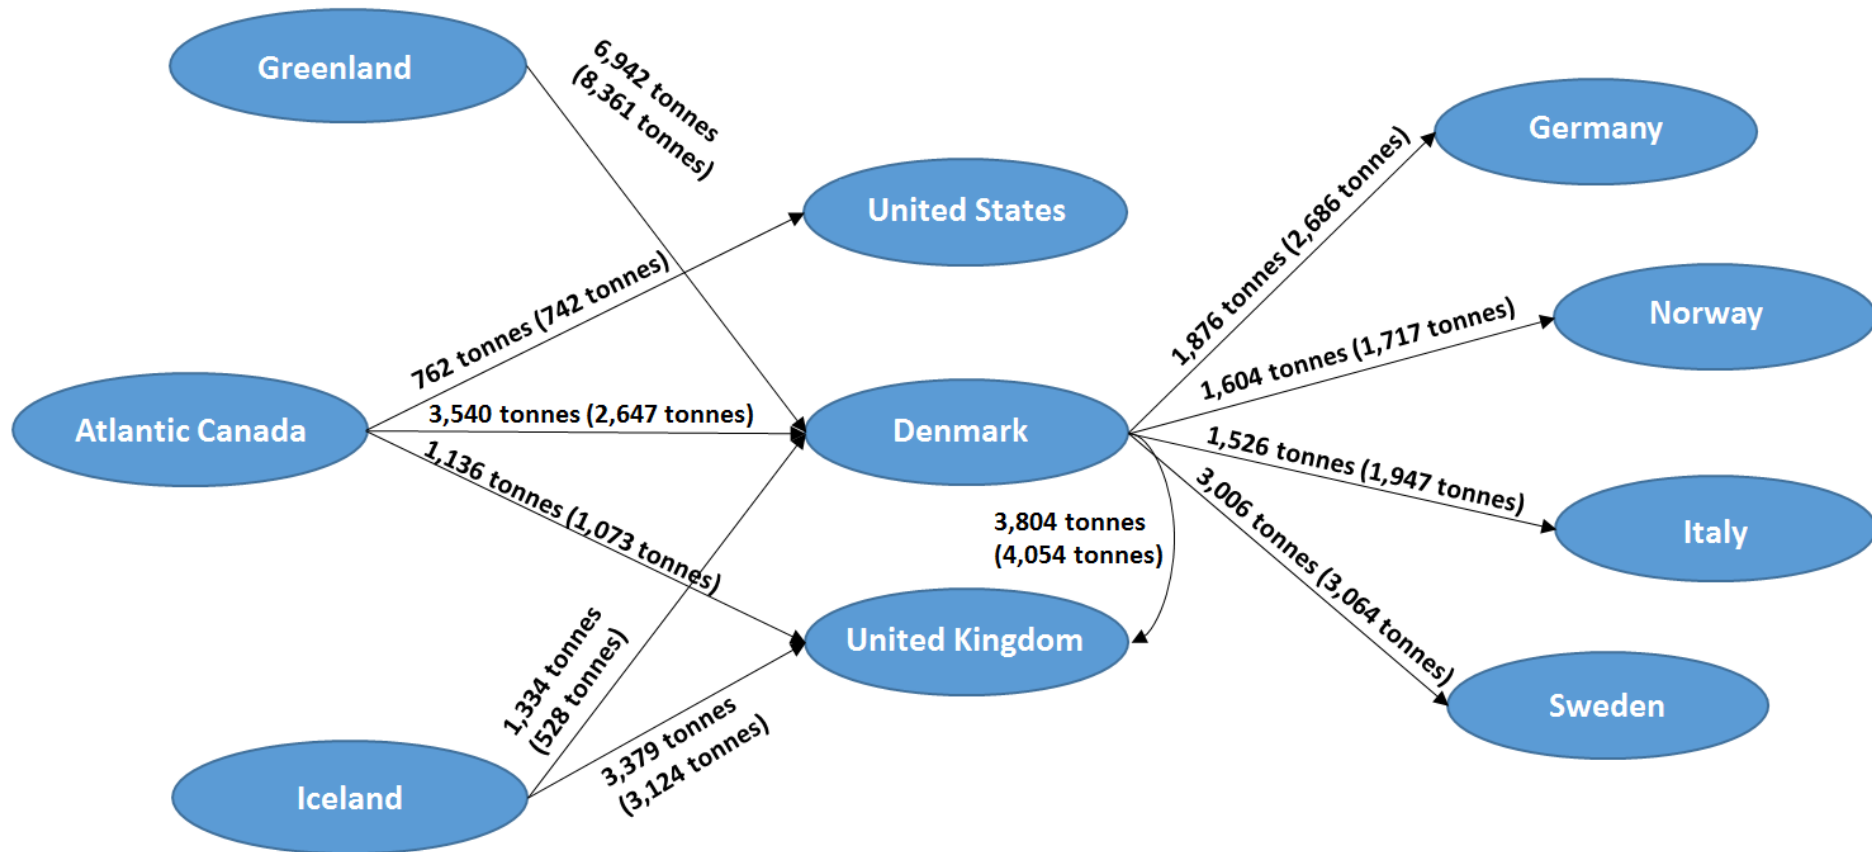 Greenland
6,942 tonnes
(8,361 tonnes)
Germany
United States
1,876 tonnes (2,686 tonnes)
Norway
762 tonnes (742 tonnes)
1,604 tonnes (1,717 tonnes)
Atlantic Canada
3,540 tonnes (2,647 tonnes)
Denmark
1,136 tonnes (1,073 tonnes)
1,526 tonnes (1,947 tonnes)
Italy
3,804 tonnes
(4,054 tonnes)
3,006 tonnes (3,064 tonnes)
United Kingdom
1,334 tonnes
(528 tonnes)
Sweden
3,379 tonnes
(3,124 tonnes)
Iceland